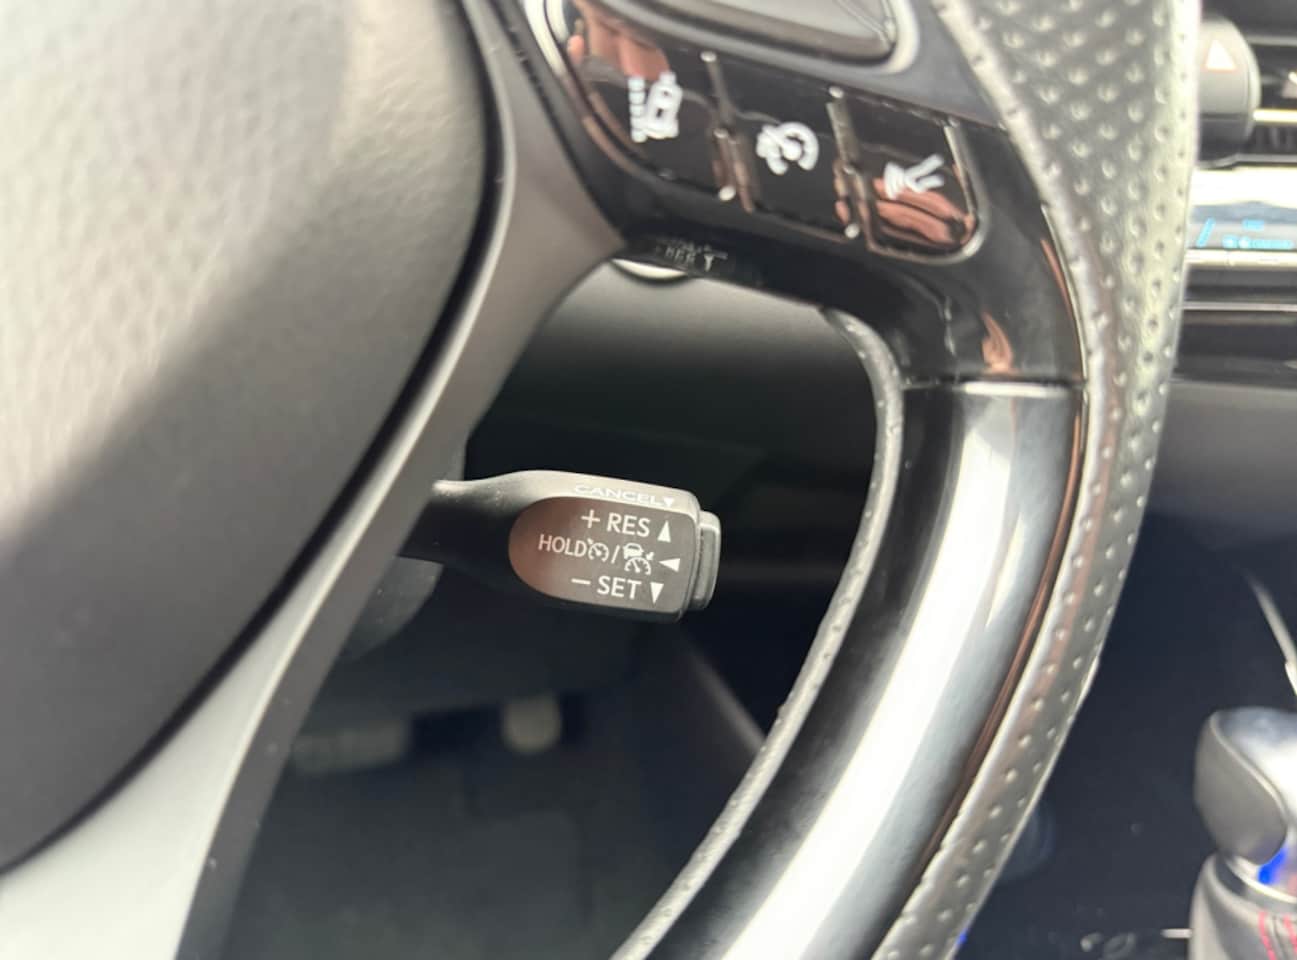 CANCEL▼
+ RES ▲
HOLD / ◀
− SET ▼